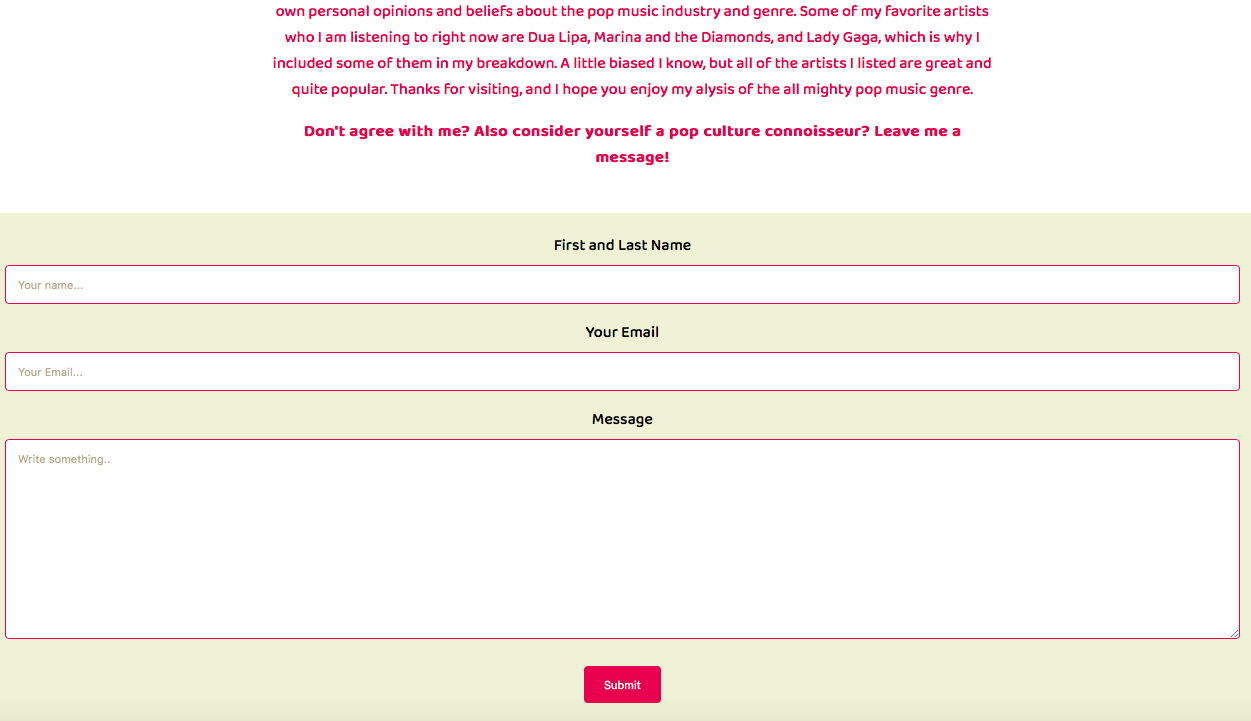 own personal opinions and beliefs about the pop music industry and genre. Some of my favorite artists
who I am listening to right now are Dua Lipa, Marina and the Diamonds, and Lady Gaga, which is why I
included some of them in my breakdown. A little biased I know, but all of the artists I listed are great and
quite popular. Thanks for visiting, and I hope you enjoy my alysis of the all mighty pop music genre.
Don't agree with me? Also consider yourself a pop culture connoisseur? Leave me a
message!
First and Last Name
Your name...
Your Email
Your Email...
Message
Write something..
Submit